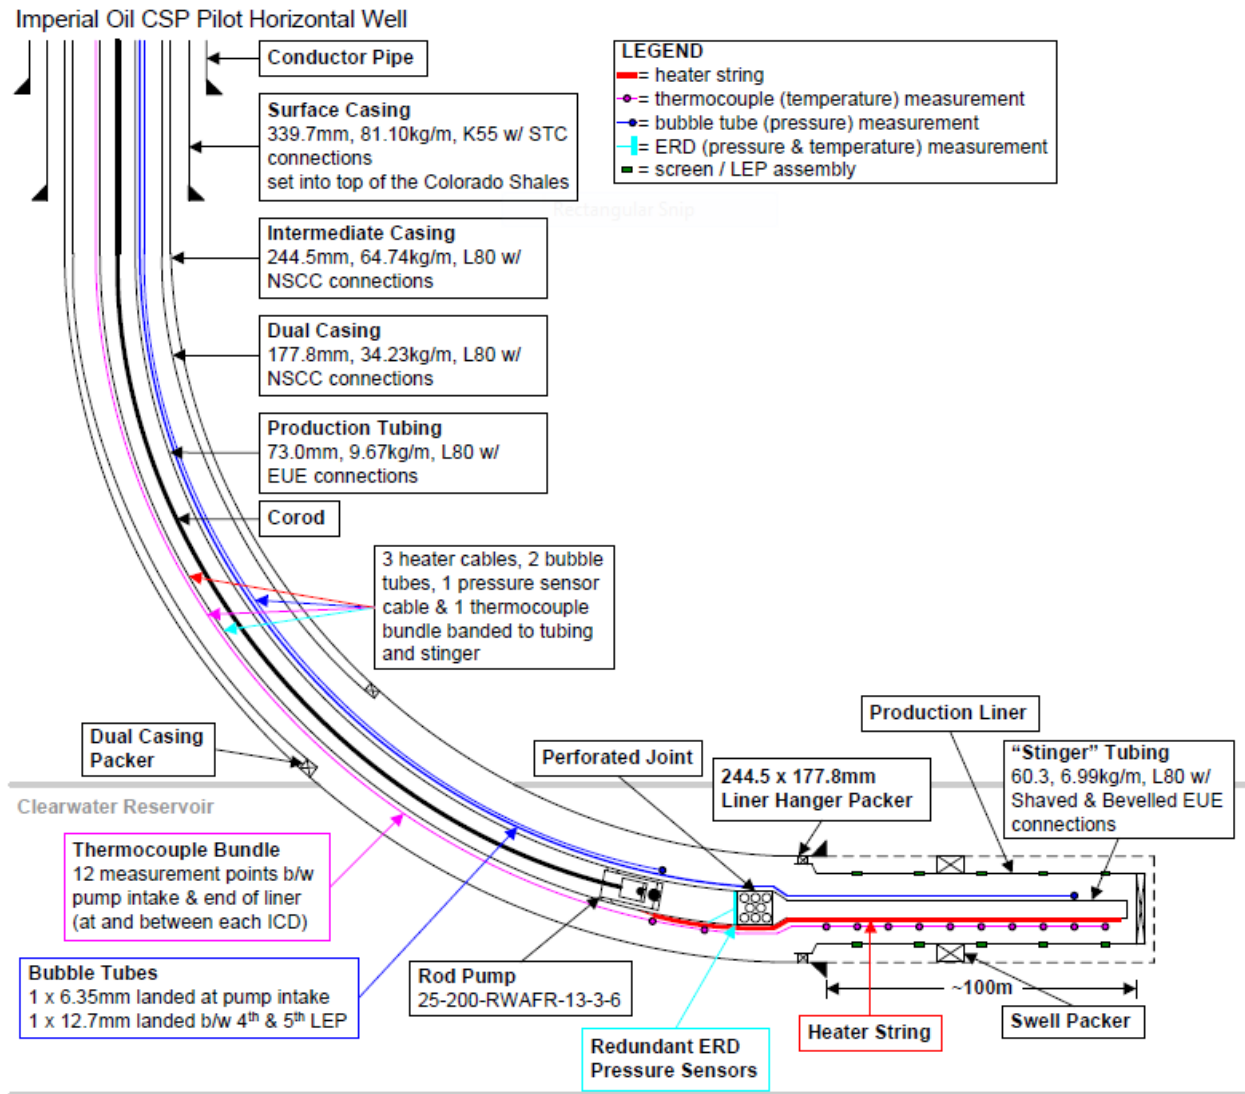 Imperial Oil CSP Pilot Horizontal Well
Conductor Pipe
LEGEND
= heater string
= thermocouple (temperature) measurement
= bubble tube (pressure) measurement
= ERD (pressure & temperature) measurement
= screen / LEP assembly
Surface Casing
339.7mm, 81.10kg/m, K55 w/ STC
connections
set into top of the Colorado Shales
Rectangular Snip
Intermediate Casing
244.5mm, 64.74kg/m, L80 w/
NSCC connections
Dual Casing
177.8mm, 34.23kg/m, L80 w/
NSCC connections
Production Tubing
73.0mm, 9.67kg/m, L80 w/
EUE connections
Corod
3 heater cables, 2 bubble
tubes, 1 pressure sensor
cable & 1 thermocouple
bundle banded to tubing
and stinger
Dual Casing
Packer
Perforated Joint
Production Liner
244.5 x 177.8mm
Liner Hanger Packer
“Stinger” Tubing
60.3, 6.99kg/m, L80 w/
Shaved & Bevelled EUE
connections
Clearwater Reservoir
Thermocouple Bundle
12 measurement points b/w
pump intake & end of liner
(at and between each ICD)
Bubble Tubes
1 x 6.35mm landed at pump intake
1 x 12.7mm landed b/w 4th & 5th LEP
Rod Pump
25-200-RWAFR-13-3-6
Redundant ERD
Pressure Sensors
~100m
Heater String
Swell Packer